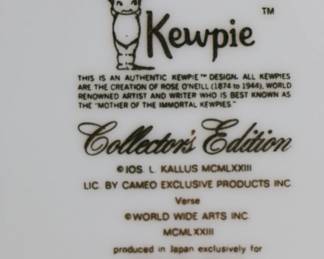 Kewpie ™
THIS IS AN AUTHENTIC KEWPIE™ DESIGN. ALL KEWPIES
ARE THE CREATION OF ROSE O'NEILL (1874 to 1944), WORLD
RENOWNED ARTIST AND WRITER WHO IS BEST KNOWN AS
THE "MOTHER OF THE IMMORTAL KEWPIES."
Collector's Edition
©JOS. L. KALLUS MCMLXXIII
LIC. BY CAMEO EXCLUSIVE PRODUCTS INC
Verse
©WORLD WIDE ARTS INC.
MCMLXXIII
produced in Japan exclusively for